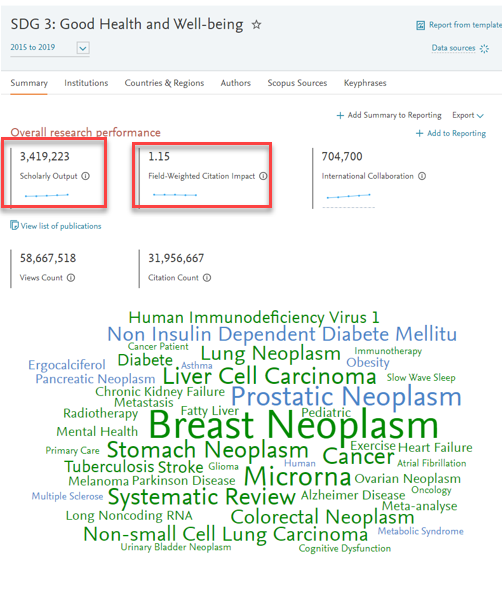 SDG 3: Good Health and Well-being
Report from template
2015 to 2019
Data sources
Summary Institutions Countries & Regions Authors Scopus Sources Keyphrases
+ Add Summary to Reporting Export
Overall research performance + Add to Reporting
3,419,223 1.15 704,700
Scholarly Output Field-Weighted Citation Impact International Collaboration
View list of publications
58,667,518 31,956,667
Views Count Citation Count
Human Immunodeficiency Virus 1
Non Insulin Dependent Diabete Mellitu
Cancer Patient Lung Neoplasm Immunotherapy
Ergocalciferol Diabete Asthma Obesity
Pancreatic Neoplasm Liver Cell Carcinoma Slow Wave Sleep
Chronic Kidney Failure Prostatic Neoplasm
Metastasis
Radiotherapy Fatty Liver Pediatric
Mental Health Breast Neoplasm
Primary Care Stomach Neoplasm Cancer Exercise Heart Failure
Tuberculosis Stroke Glioma Human Atrial Fibrillation
Melanoma Parkinson Disease Microrna Ovarian Neoplasm
Multiple Sclerose Systematic Review Alzheimer Disease Oncology
Meta-analyse
Long Noncoding RNA Colorectal Neoplasm
Non-small Cell Lung Carcinoma Metabolic Syndrome
Urinary Bladder Neoplasm Cognitive Dysfunction